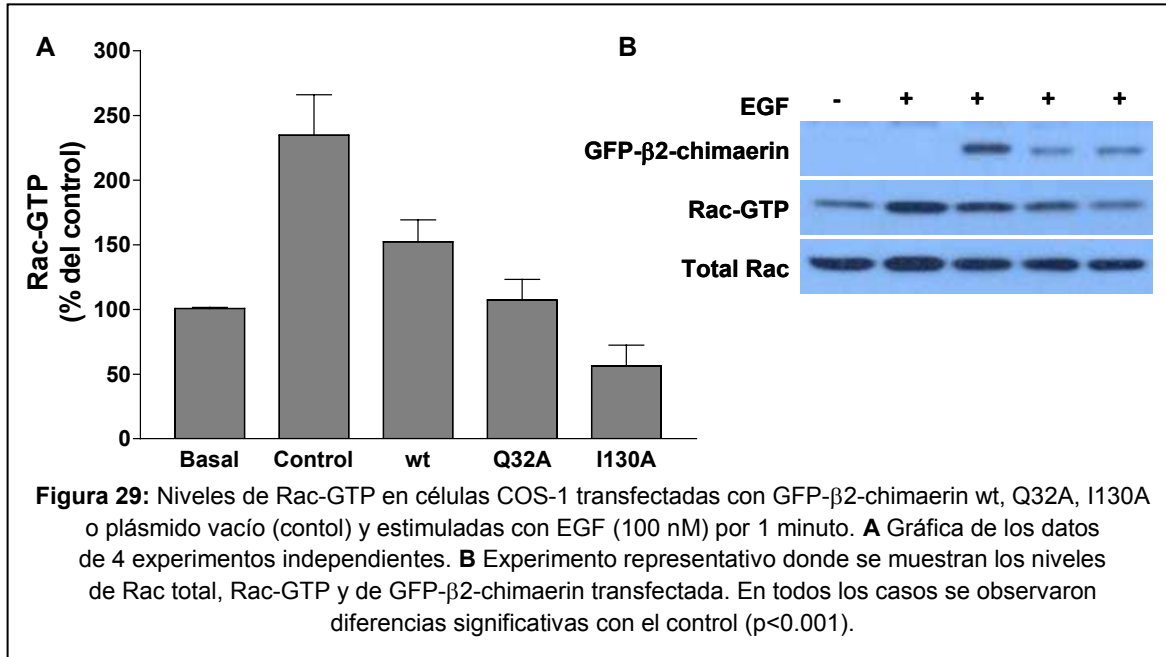 A
B
300
250
200
150
100
50
0
Rac-GTP
(% del control)
Basal Control wt Q32A I130A
EGF - + + + +
GFP-β2-chimaerin
Rac-GTP
Total Rac
Figura 29: Niveles de Rac-GTP en células COS-1 transfectadas con GFP-β2-chimaerin wt, Q32A, I130A
o plásmido vacío (contol) y estimuladas con EGF (100 nM) por 1 minuto. A Gráfica de los datos
de 4 experimentos independientes. B Experimento representativo donde se muestran los niveles
de Rac total, Rac-GTP y de GFP-β2-chimaerin transfectada. En todos los casos se observaron
diferencias significativas con el control (p<0.001).